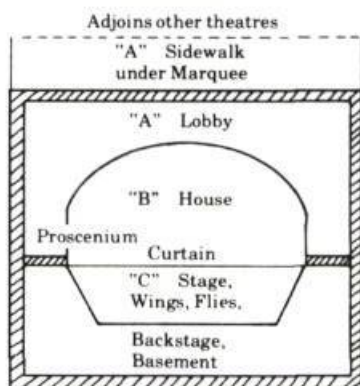 Adjoins other theatres
"A" Sidewalk
under Marquee
"A" Lobby
"B" House
Proscenium
Curtain
"C" Stage,
Wings, Flies,
Backstage,
Basement